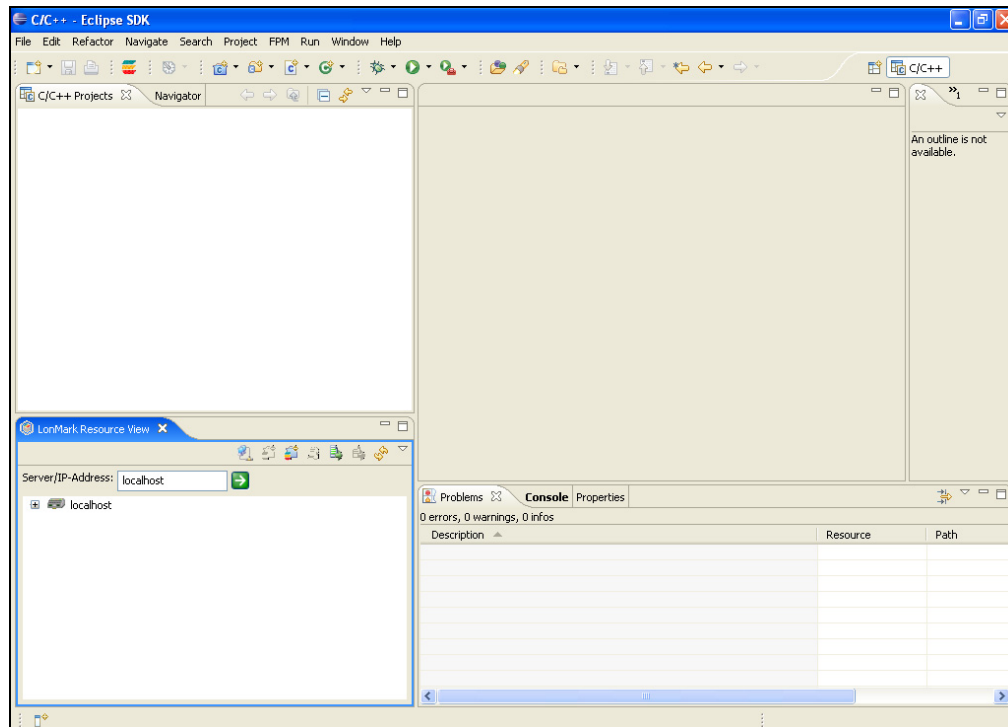 C/C++ - Eclipse SDK
File Edit Refactor Navigate Search Project FPM Run Window Help
C/C++
C/C++ Projects Navigator
»1
An outline is not
available.
LonMark Resource View
Server/IP-Address: localhost
localhost
Problems Console Properties
0 errors, 0 warnings, 0 infos
Description Resource Path